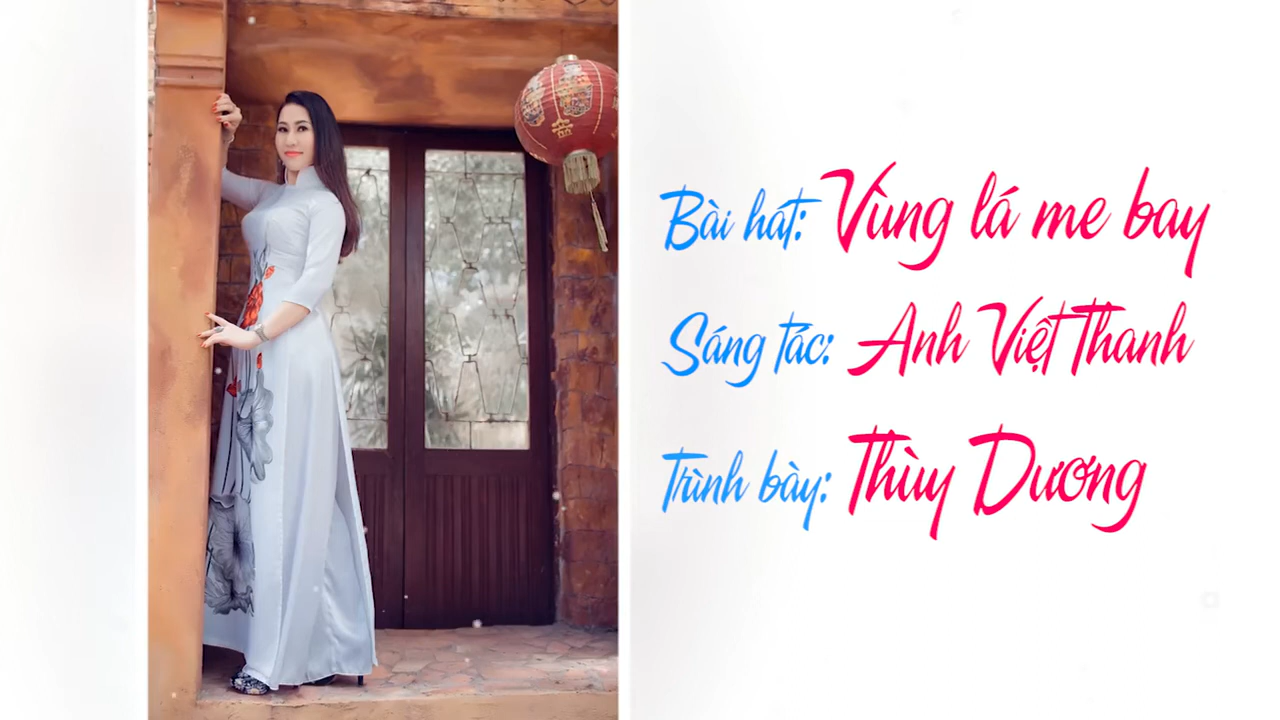 Bài hát: Vùng lá me bay
Sáng tác: Anh Việt Thanh
Trình bày: Thùy Dương